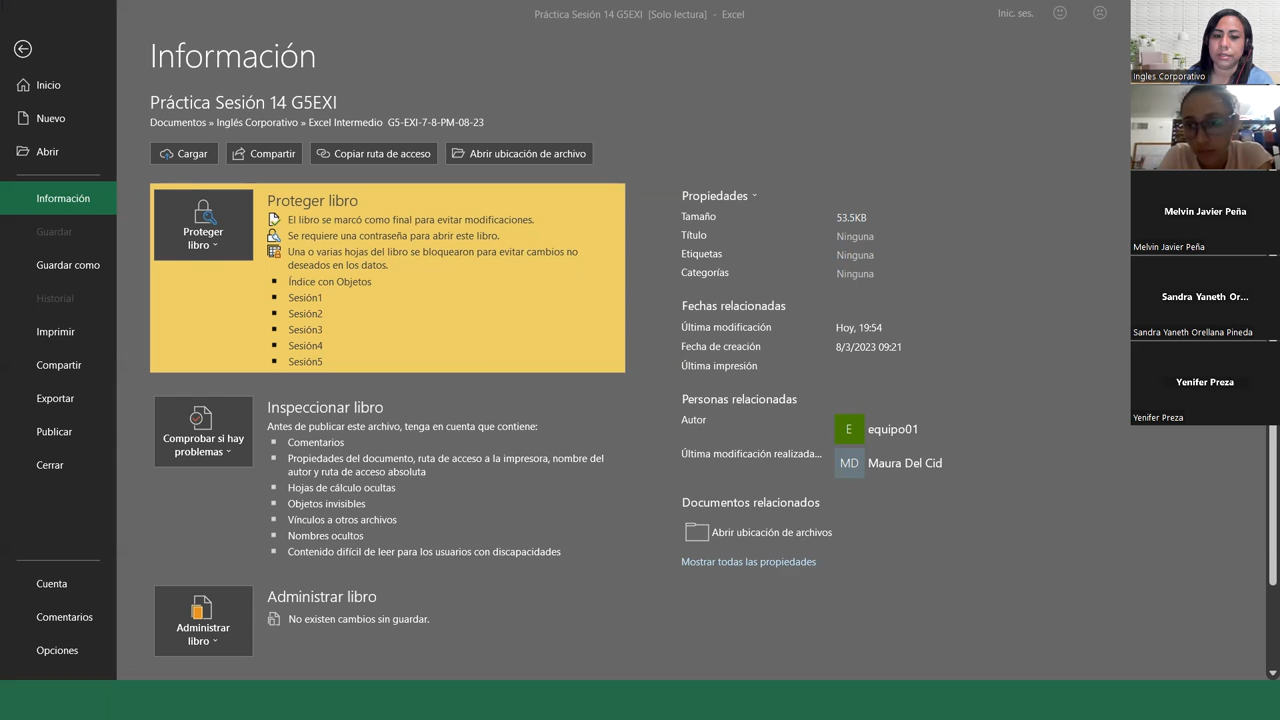 Práctica Sesión 14 G5EXI [Solo lectura] - Excel
Inic. ses.
Información
Inicio
Nuevo
Abrir
Información
Guardar
Guardar como
Historial
Imprimir
Compartir
Exportar
Publicar
Cerrar
Cuenta
Comentarios
Opciones
Práctica Sesión 14 G5EXI
Documentos » Inglés Corporativo » Excel Intermedio G5-EXI-7-8-PM-08-23
Cargar
Compartir
Copiar ruta de acceso
Abrir ubicación de archivo
Proteger
libro
Proteger libro
El libro se marcó como final para evitar modificaciones.
Se requiere una contraseña para abrir este libro.
Una o varias hojas del libro se bloquearon para evitar cambios no
deseados en los datos.
Índice con Objetos
Sesión1
Sesión2
Sesión3
Sesión4
Sesión5
Comprobar si hay
problemas
Inspeccionar libro
Antes de publicar este archivo, tenga en cuenta que contiene:
Comentarios
Propiedades del documento, ruta de acceso a la impresora, nombre del
autor y ruta de acceso absoluta
Hojas de cálculo ocultas
Objetos invisibles
Vínculos a otros archivos
Nombres ocultos
Contenido difícil de leer para los usuarios con discapacidades
Administrar
libro
Administrar libro
No existen cambios sin guardar.
Propiedades
Tamaño 53.5KB
Título Ninguna
Etiquetas Ninguna
Categorías Ninguna
Fechas relacionadas
Última modificación Hoy, 19:54
Fecha de creación 8/3/2023 09:21
Última impresión
Personas relacionadas
Autor
E equipo01
Última modificación realizada...
MD Maura Del Cid
Documentos relacionados
Abrir ubicación de archivos
Mostrar todas las propiedades
Ingles Corporativo
Melvin Javier Peña
Melvin Javier Peña
Sandra Yaneth Or...
Sandra Yaneth Orellana Pineda
Yenifer Preza
Yenifer Preza